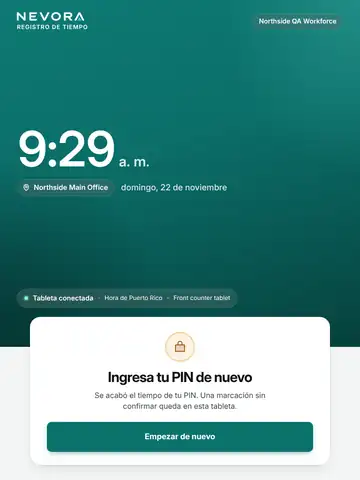 NEVORA
REGISTRO DE TIEMPO
Northside QA Workforce
9:29 a. m.
Northside Main Office
domingo, 22 de noviembre
Tableta conectada · Hora de Puerto Rico · Front counter tablet
Ingresa tu PIN de nuevo
Se acabó el tiempo de tu PIN. Una marcación sin
confirmar queda en esta tableta.
Empezar de nuevo